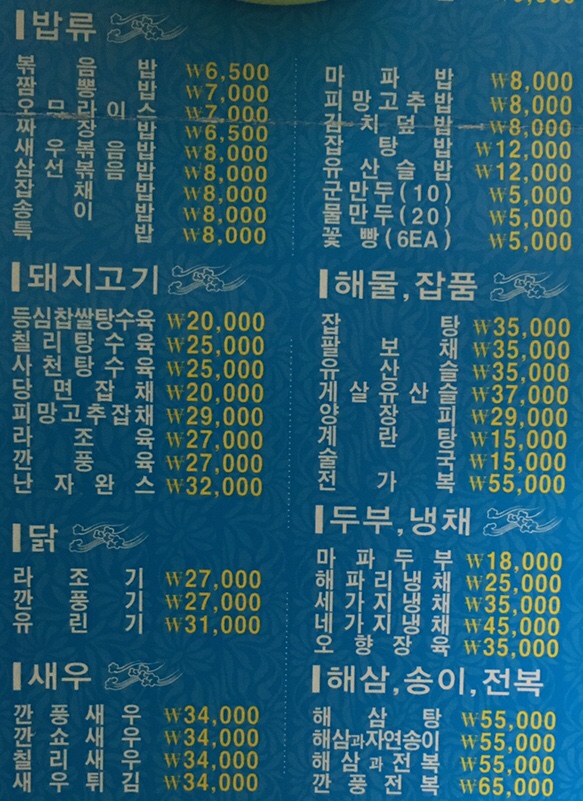 밥류
볶음밥 ₩6,500
짬뽕밥 ₩7,000
오무라이스 ₩7,000
짜장밥 ₩6,500
새우볶음밥 ₩8,000
삼선볶음밥 ₩8,000
잡채밥 ₩8,000
송이밥 ₩8,000
특밥 ₩8,000
마파밥 ₩8,000
피망고추밥 ₩8,000
김치덮밥 ₩8,000
잡탕밥 ₩12,000
유산슬밥 ₩12,000
군만두(10) ₩5,000
물만두(20) ₩5,000
꽃빵(6EA) ₩5,000
돼지고기
등심찹쌀탕수육 ₩20,000
칠리탕수육 ₩25,000
사천탕수육 ₩25,000
당면잡채 ₩20,000
피망고추잡채 ₩29,000
라조육 ₩27,000
깐풍육 ₩27,000
난자완스 ₩32,000
해물,잡품
잡탕 ₩35,000
팔보채 ₩35,000
유산슬 ₩35,000
게살유산슬 ₩37,000
양장피 ₩29,000
계란탕 ₩15,000
술국 ₩15,000
전가복 ₩55,000
닭
라조기 ₩27,000
깐풍기 ₩27,000
유린기 ₩31,000
두부,냉채
마파두부 ₩18,000
해파리냉채 ₩25,000
세가지냉채 ₩35,000
네가지냉채 ₩45,000
오향장육 ₩35,000
새우
깐풍새우 ₩34,000
깐쇼새우 ₩34,000
칠리새우 ₩34,000
새우튀김 ₩34,000
해삼,송이,전복
해삼탕 ₩55,000
해삼과자연송이 ₩55,000
해삼과전복 ₩55,000
깐풍전복 ₩65,000